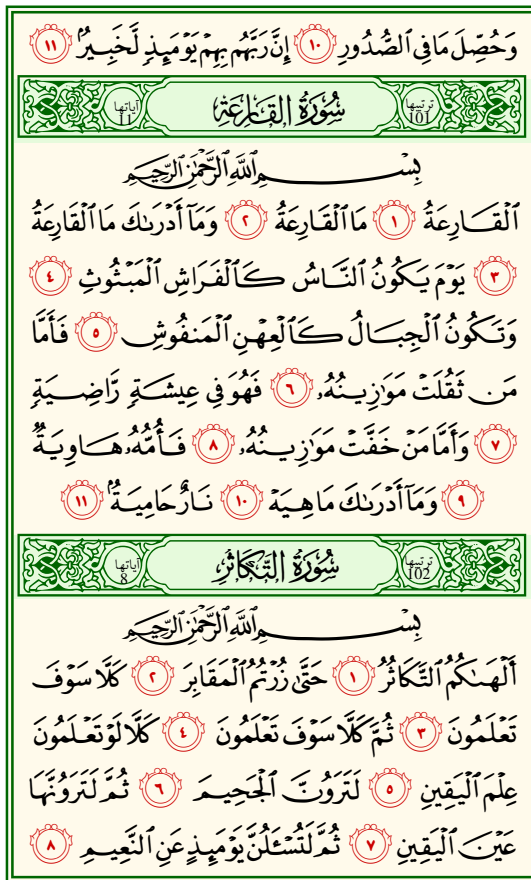 وَحُصِّلَ مَا فِي ٱلصُّدُورِ ١٠ إِنَّ رَبَّهُم بِهِمۡ يَوۡمَئِذٖ لَّخَبِيرُۢ ١١
ترتيبها 101 سُورَةُ القَارِعَةِ آياتها 11
بِسۡمِ ٱللَّهِ ٱلرَّحۡمَٰنِ ٱلرَّحِيمِ
ٱلۡقَارِعَةُ ١ مَا ٱلۡقَارِعَةُ ٢ وَمَآ أَدۡرَىٰكَ مَا ٱلۡقَارِعَةُ
٣ يَوۡمَ يَكُونُ ٱلنَّاسُ كَٱلۡفَرَاشِ ٱلۡمَبۡثُوثِ ٤
وَتَكُونُ ٱلۡجِبَالُ كَٱلۡعِهۡنِ ٱلۡمَنفُوشِ ٥ فَأَمَّا
مَن ثَقُلَتۡ مَوَٰزِينُهُۥ ٦ فَهُوَ فِي عِيشَةٖ رَّاضِيَةٖ
٧ وَأَمَّا مَنۡ خَفَّتۡ مَوَٰزِينُهُۥ ٨ فَأُمُّهُۥ هَاوِيَةٞ
٩ وَمَآ أَدۡرَىٰكَ مَا هِيَهۡ ١٠ نَارٌ حَامِيَةُۢ ١١
ترتيبها 102 سُورَةُ التَّكَاثُرِ آياتها 8
بِسۡمِ ٱللَّهِ ٱلرَّحۡمَٰنِ ٱلرَّحِيمِ
أَلۡهَىٰكُمُ ٱلتَّكَاثُرُ ١ حَتَّىٰ زُرۡتُمُ ٱلۡمَقَابِرَ ٢ كَلَّا سَوۡفَ
تَعۡلَمُونَ ٣ ثُمَّ كَلَّا سَوۡفَ تَعۡلَمُونَ ٤ كَلَّا لَوۡ تَعۡلَمُونَ
عِلۡمَ ٱلۡيَقِينِ ٥ لَتَرَوُنَّ ٱلۡجَحِيمَ ٦ ثُمَّ لَتَرَوُنَّهَا
عَيۡنَ ٱلۡيَقِينِ ٧ ثُمَّ لَتُسۡـَٔلُنَّ يَوۡمَئِذٍ عَنِ ٱلنَّعِيمِ ٨